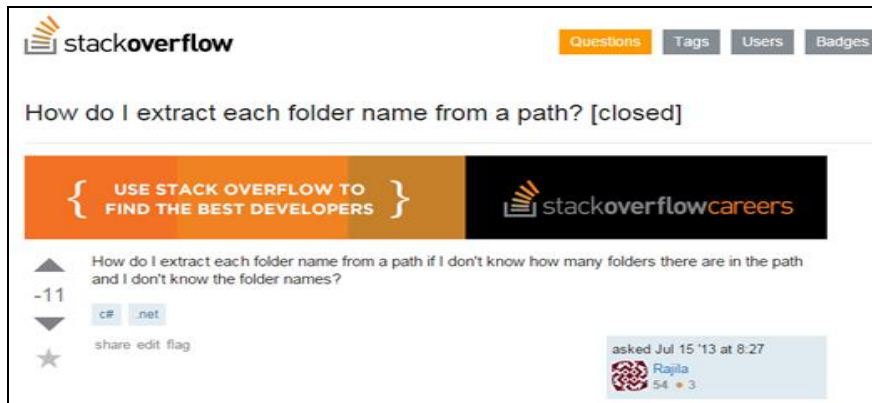 stackoverflow
Questions Tags Users Badges
How do I extract each folder name from a path? [closed]
{ USE STACK OVERFLOW TO
FIND THE BEST DEVELOPERS }
stackoverflowcareers
How do I extract each folder name from a path if I don't know how many folders there are in the path
and I don't know the folder names?
-11
c# .net
share edit flag
asked Jul 15 '13 at 8:27
Rajila
54 ● 3